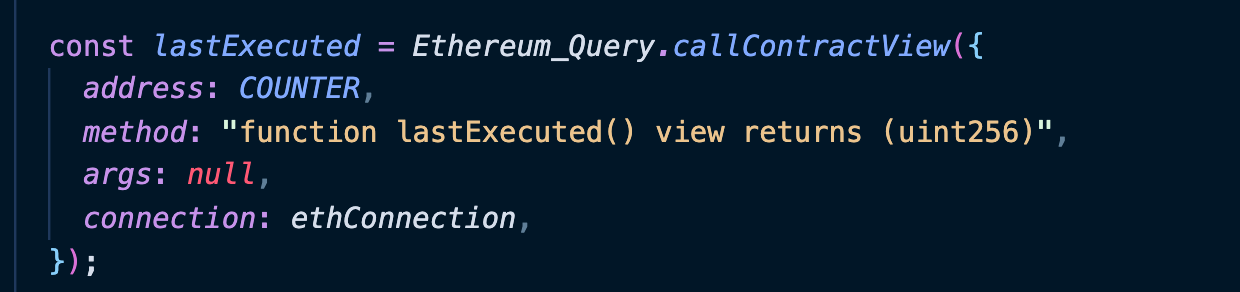 const lastExecuted = Ethereum_Query.callContractView({
  address: COUNTER,
  method: "function lastExecuted() view returns (uint256)",
  args: null,
  connection: ethConnection,
});